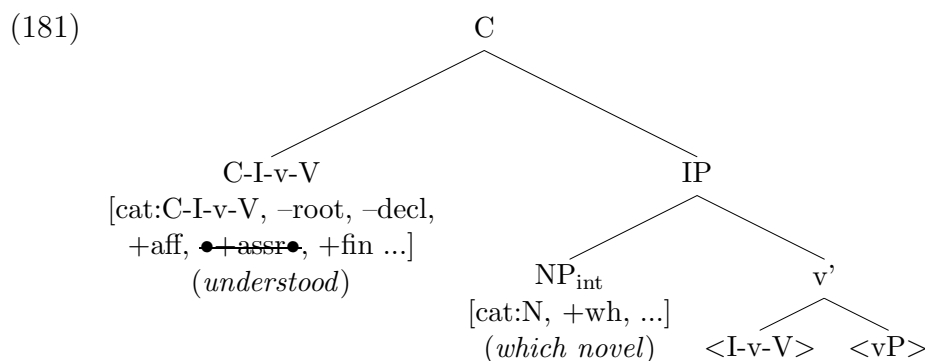 (181) C
C-I-v-V IP
[cat:C-I-v-V, –root, –decl,
+aff, ●+assr●, +fin ...]
(understood)
NP_int v'
[cat:N, +wh, ...]
(which novel) <I-v-V> <vP>